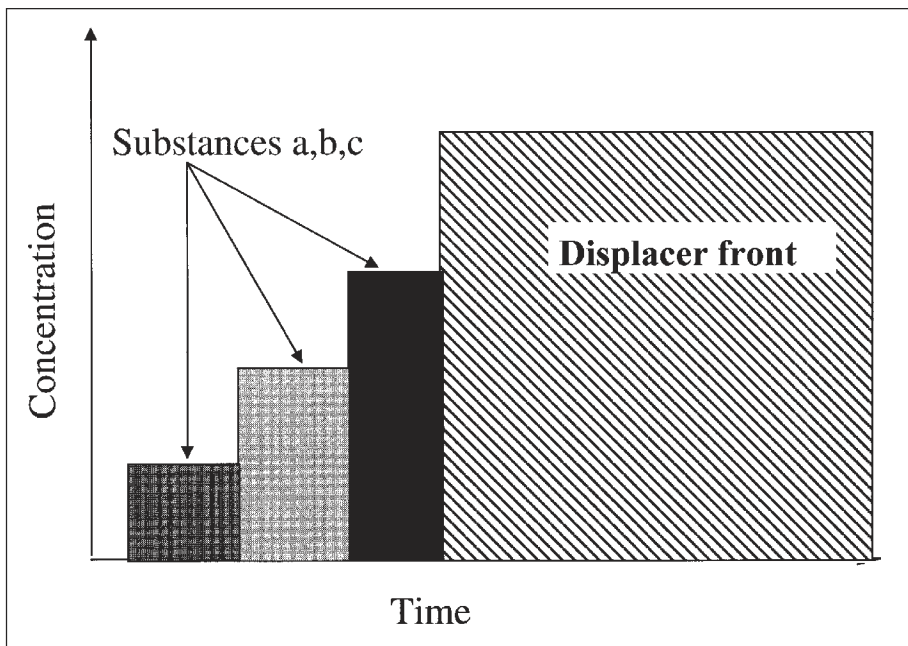 Substances a,b,c
Displacer front
Concentration
Time